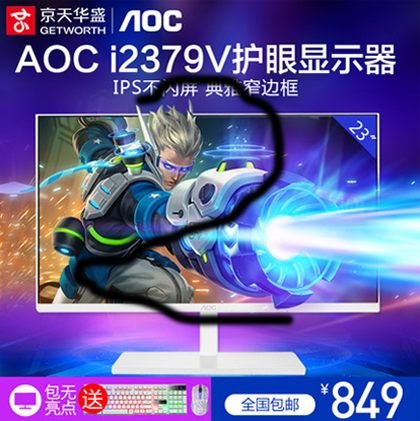 京天华盛
GETWORTH
AOC
AOC i2379V护眼显示器
IPS不闪屏 典雅窄边框
23"
AOC
包无
亮点
送
全国包邮
¥849